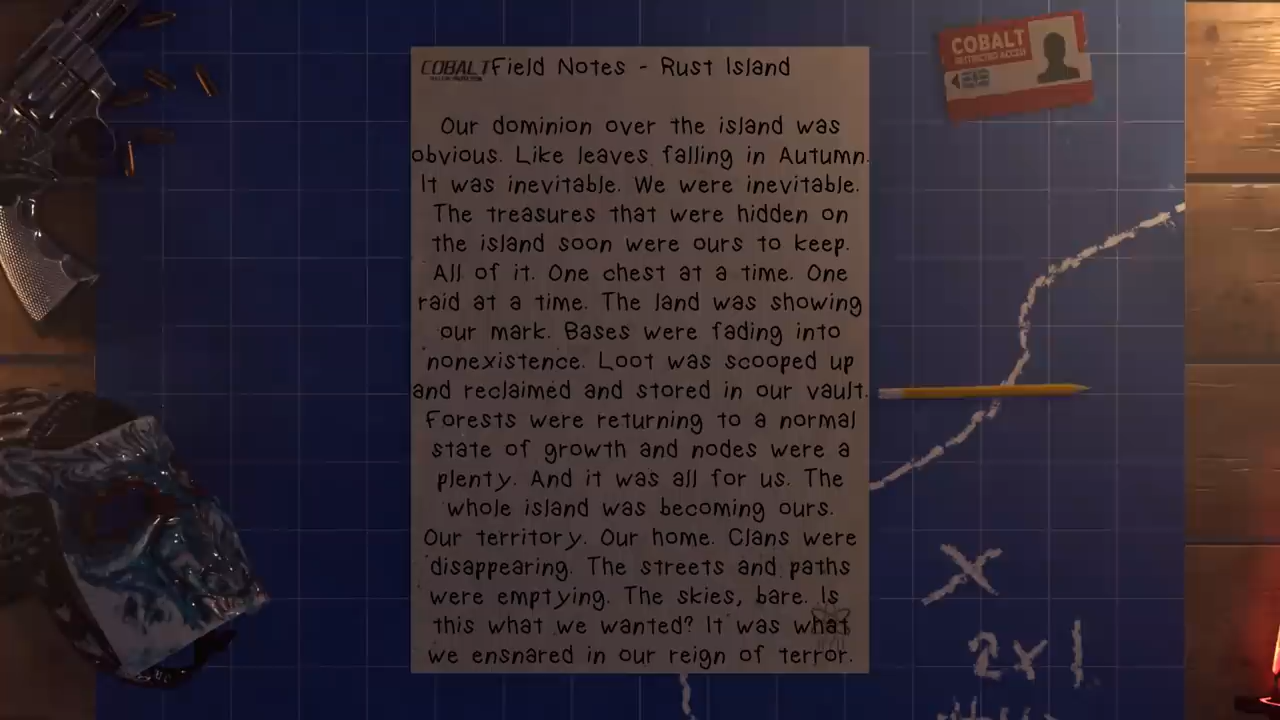 COBALT
Field Notes - Rust Island
Our dominion over the island was
obvious. Like leaves falling in Autumn.
It was inevitable. We were inevitable.
The treasures that were hidden on
the island soon were ours to keep.
All of it. One chest at a time. One
raid at a time. The land was showing
our mark. Bases were fading into
nonexistence. Loot was scooped up
and reclaimed and stored in our vault.
Forests were returning to a normal
state of growth and nodes were a
plenty. And it was all for us. The
whole island was becoming ours.
Our territory. Our home. Clans were
disappearing. The streets and paths
were emptying. The skies, bare. Is
this what we wanted? It was what
we ensnared in our reign of terror.
COBALT
RESTRICTED ACCESS
X
2x1